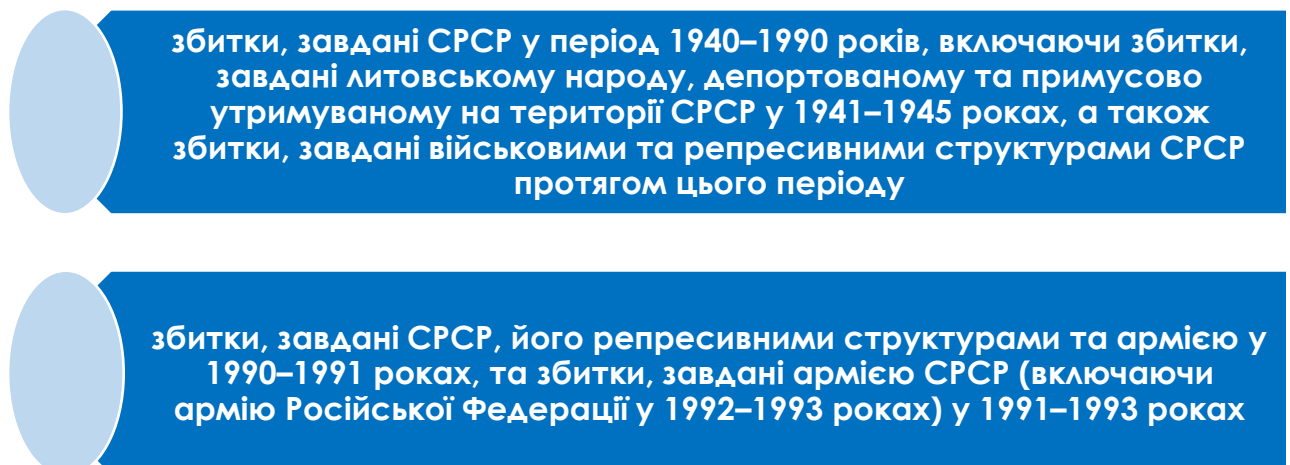 збитки, завдані СРСР у період 1940–1990 років, включаючи збитки,
завдані литовському народу, депортованому та примусово
утримуваному на території СРСР у 1941–1945 роках, а також
збитки, завдані військовими та репресивними структурами СРСР
протягом цього періоду
збитки, завдані СРСР, його репресивними структурами та армією у
1990–1991 роках, та збитки, завдані армією СРСР (включаючи
армію Російської Федерації у 1992–1993 роках) у 1991–1993 роках